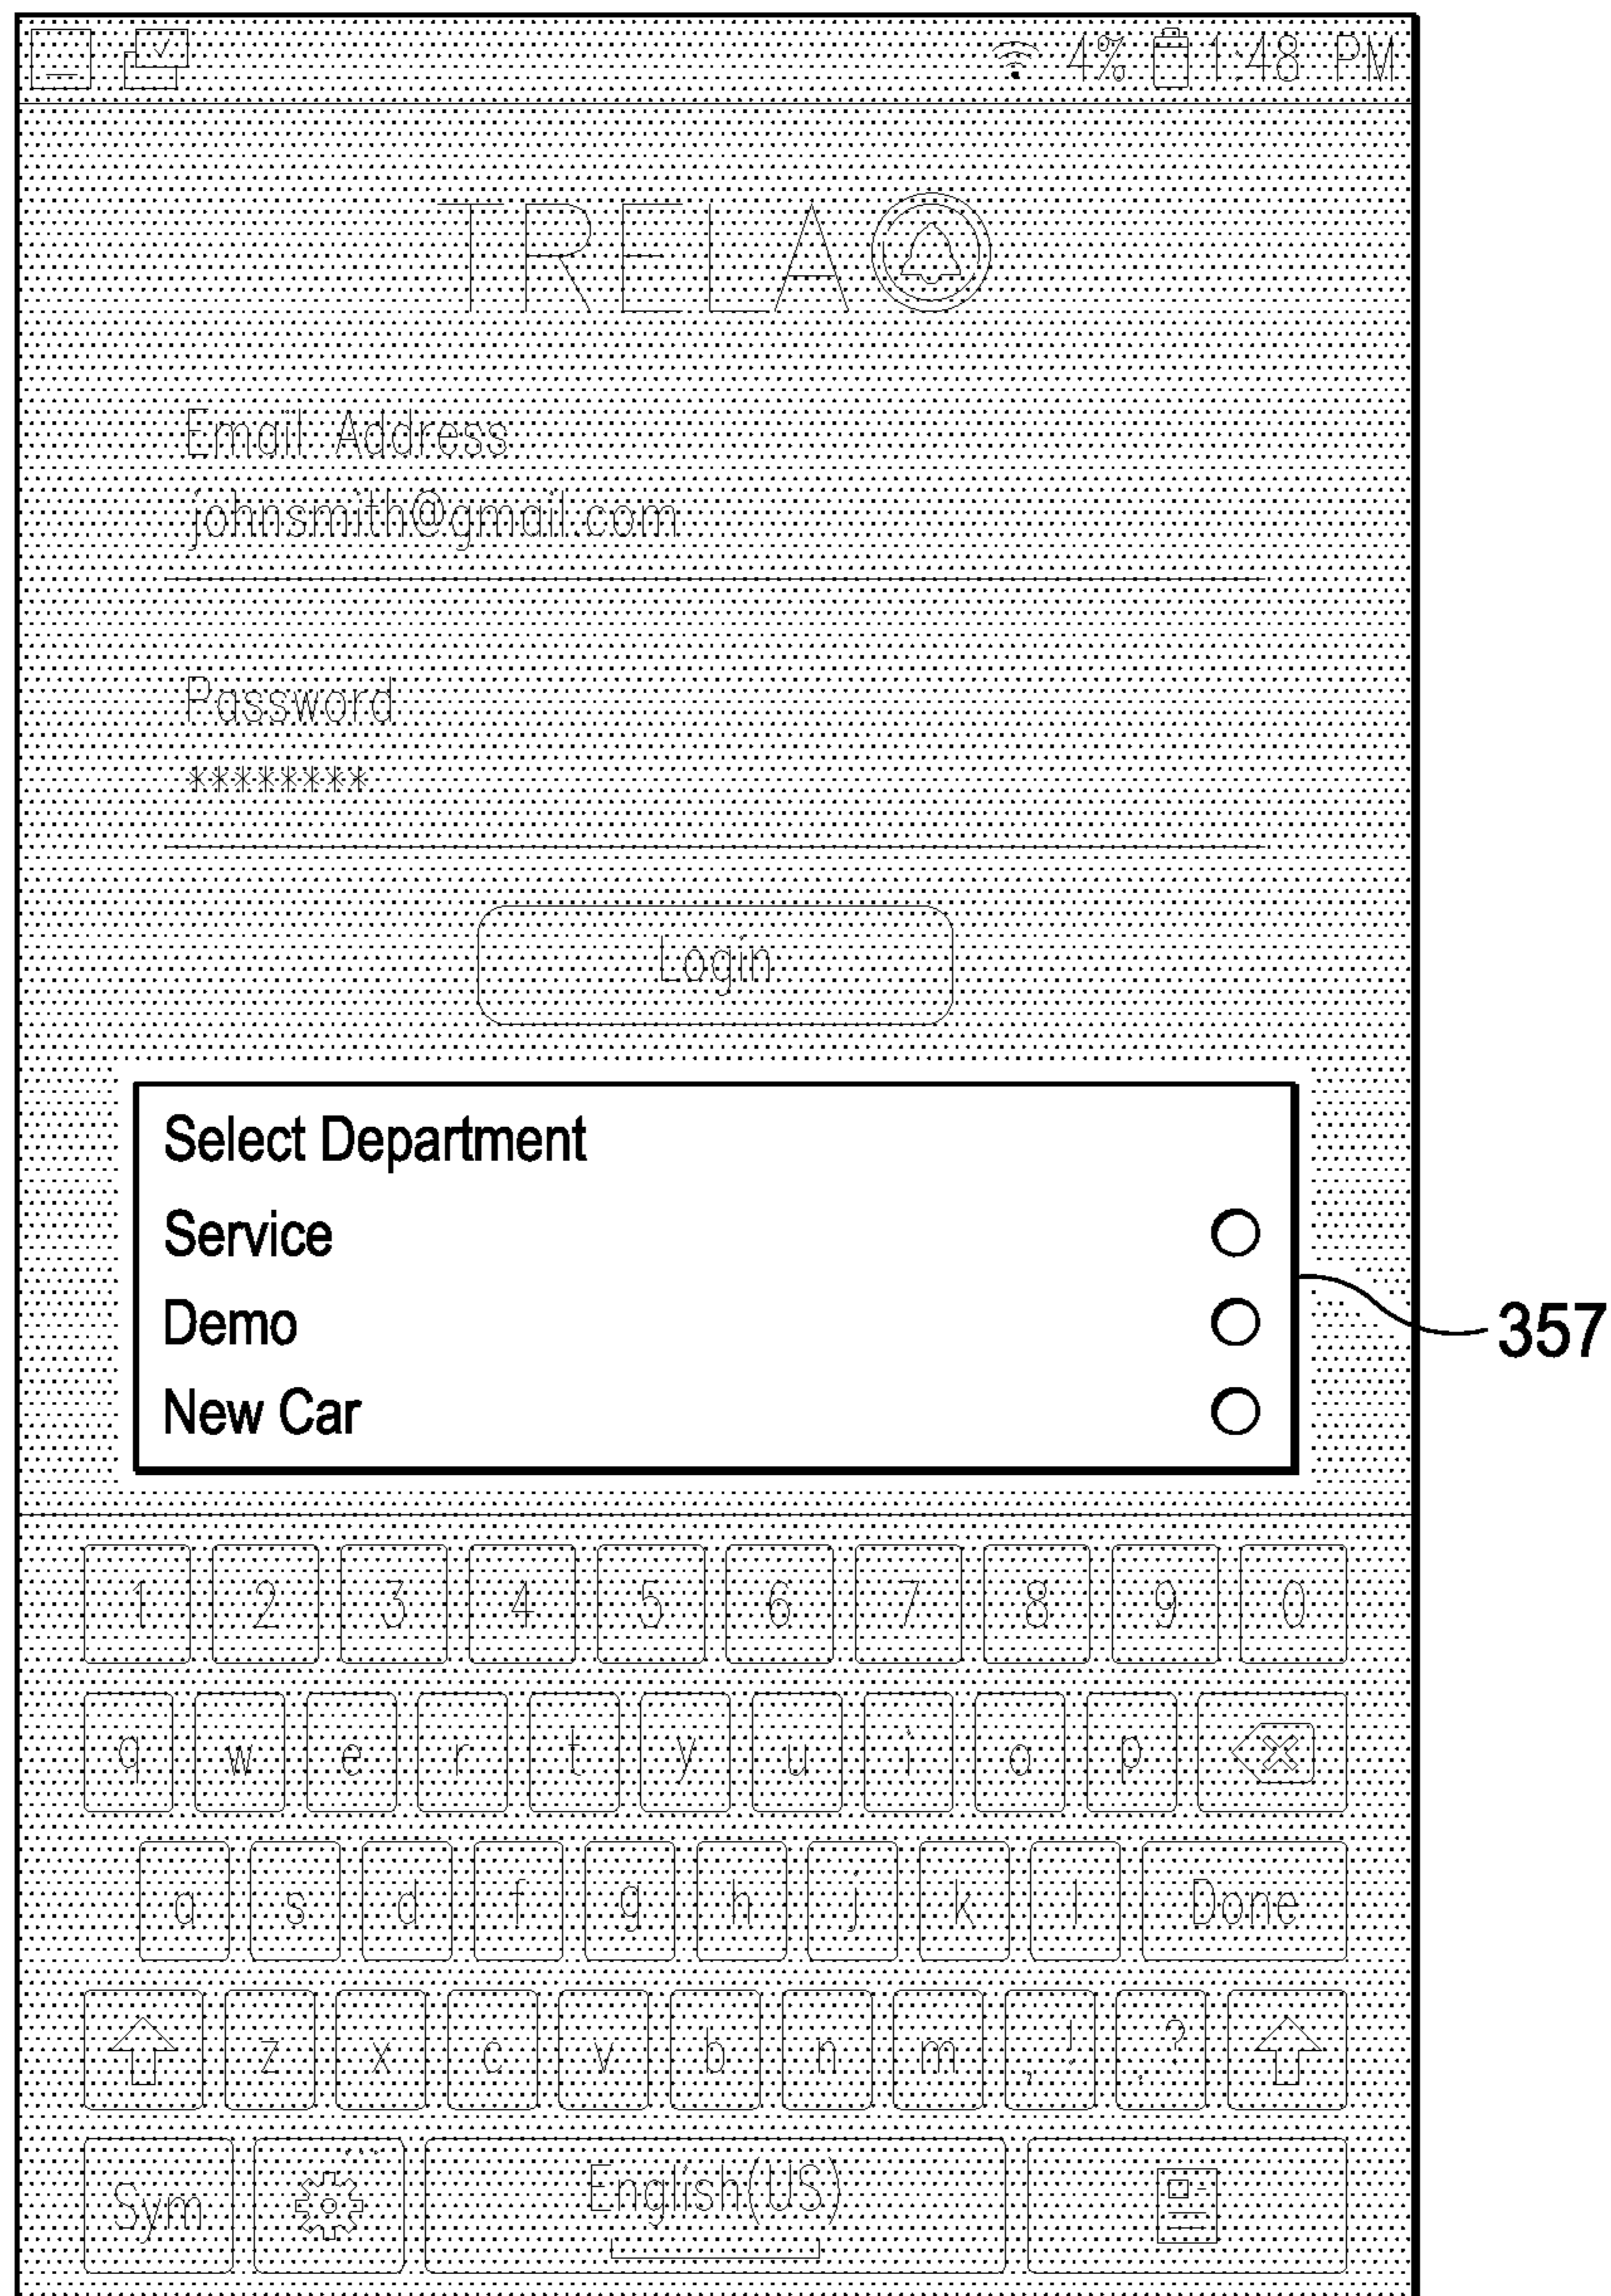 4% 1:48 PM
TRELA
Email Address
johnsmith@gmail.com
Password
********
Login
Select Department
Service
Demo
New Car
357
1 2 3 4 5 6 7 8 9 0
q w e r t y u i o p
a s d f g h j k l Done
z x c v b n m , ! . ?
Sym English(US)